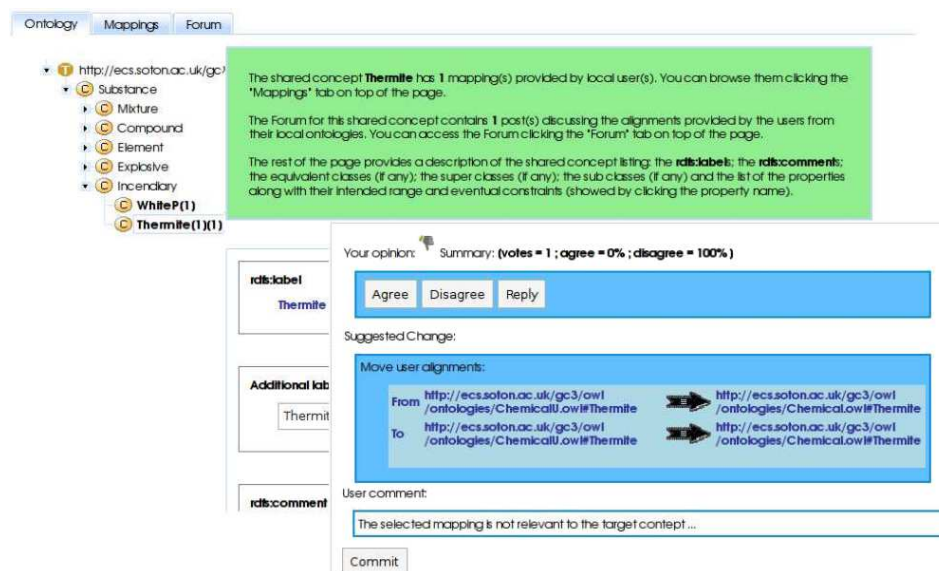 Ontology Mappings Forum
http://ecs.soton.ac.uk/gc
Substance
Mixture
Compound
Element
Explosive
Incendiary
WhiteP(1)
Thermite(1)(1)
The shared concept Thermite has 1 mapping(s) provided by local user(s). You can browse them clicking the
"Mappings" tab on top of the page.
The Forum for this shared concept contains 1 post(s) discussing the alignments provided by the users from
their local ontologies. You can access the Forum clicking the "Forum" tab on top of the page.
The rest of the page provides a description of the shared concept listing: the rdfs:labels; the rdfs:comments;
the equivalent classes (if any); the super classes (if any); the sub classes (if any) and the list of the properties
along with their intended range and eventual constraints (showed by clicking the property name).
rdfs:label
Thermite
Additional lab
Thermit
rdfs:comment
Your opinion: Summary: (votes = 1 ; agree = 0% ; disagree = 100% )
Agree Disagree Reply
Suggested Change:
Move user alignments:
From http://ecs.soton.ac.uk/gc3/owl http://ecs.soton.ac.uk/gc3/owl
/ontologies/ChemicalU.owl#Thermite /ontologies/Chemical.owl#Thermite
To http://ecs.soton.ac.uk/gc3/owl http://ecs.soton.ac.uk/gc3/owl
/ontologies/ChemicalU.owl#Thermite /ontologies/Chemical.owl#Thermite
User comment:
The selected mapping is not relevant to the target contept ...
Commit